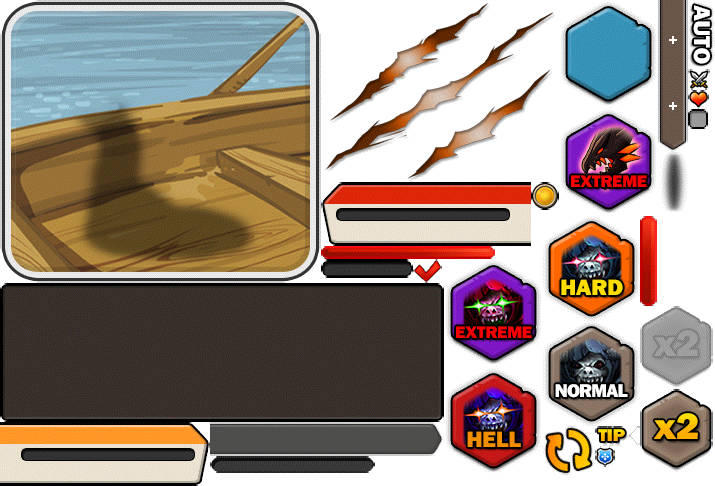 AUTO
EXTREME
HARD
EXTREME
x2
NORMAL
HELL
TIP
x2